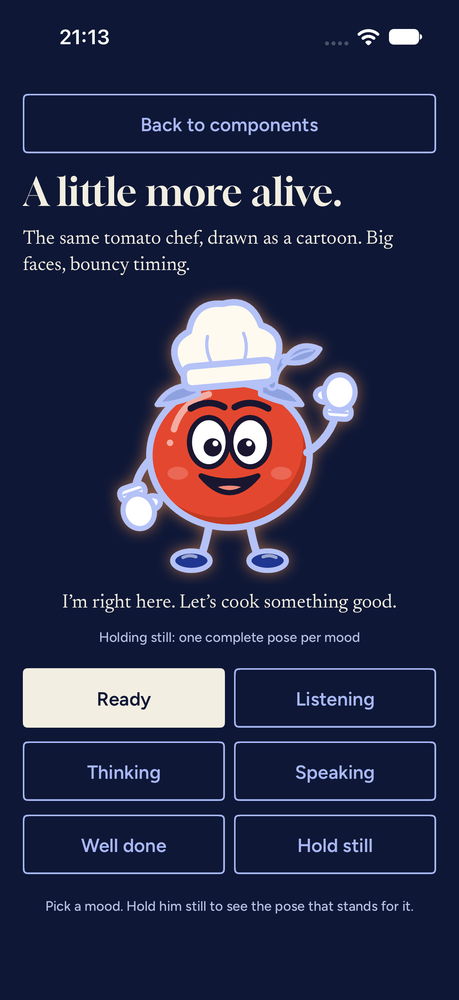 21:13
Back to components
A little more alive.
The same tomato chef, drawn as a cartoon. Big
faces, bouncy timing.
I’m right here. Let’s cook something good.
Holding still: one complete pose per mood
Ready
Listening
Thinking
Speaking
Well done
Hold still
Pick a mood. Hold him still to see the pose that stands for it.